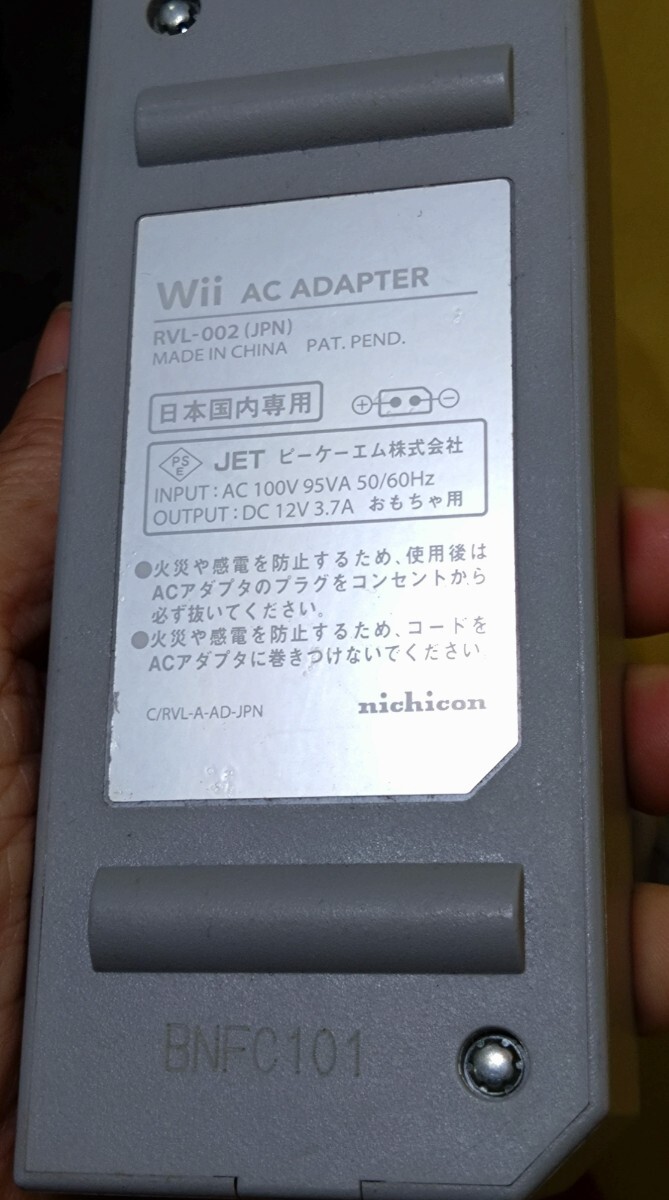 Wii AC ADAPTER
RVL-002 (JPN)
MADE IN CHINA PAT. PEND.
日本国内専用
PSE JET ピーケーエム株式会社
INPUT : AC 100V 95VA 50/60Hz
OUTPUT : DC 12V 3.7A おもちゃ用
●火災や感電を防止するため、使用後は
ACアダプタのプラグをコンセントから
必ず抜いてください。
●火災や感電を防止するため、コードを
ACアダプタに巻きつけないでください
C/RVL-A-AD-JPN nichicon
BNFC101